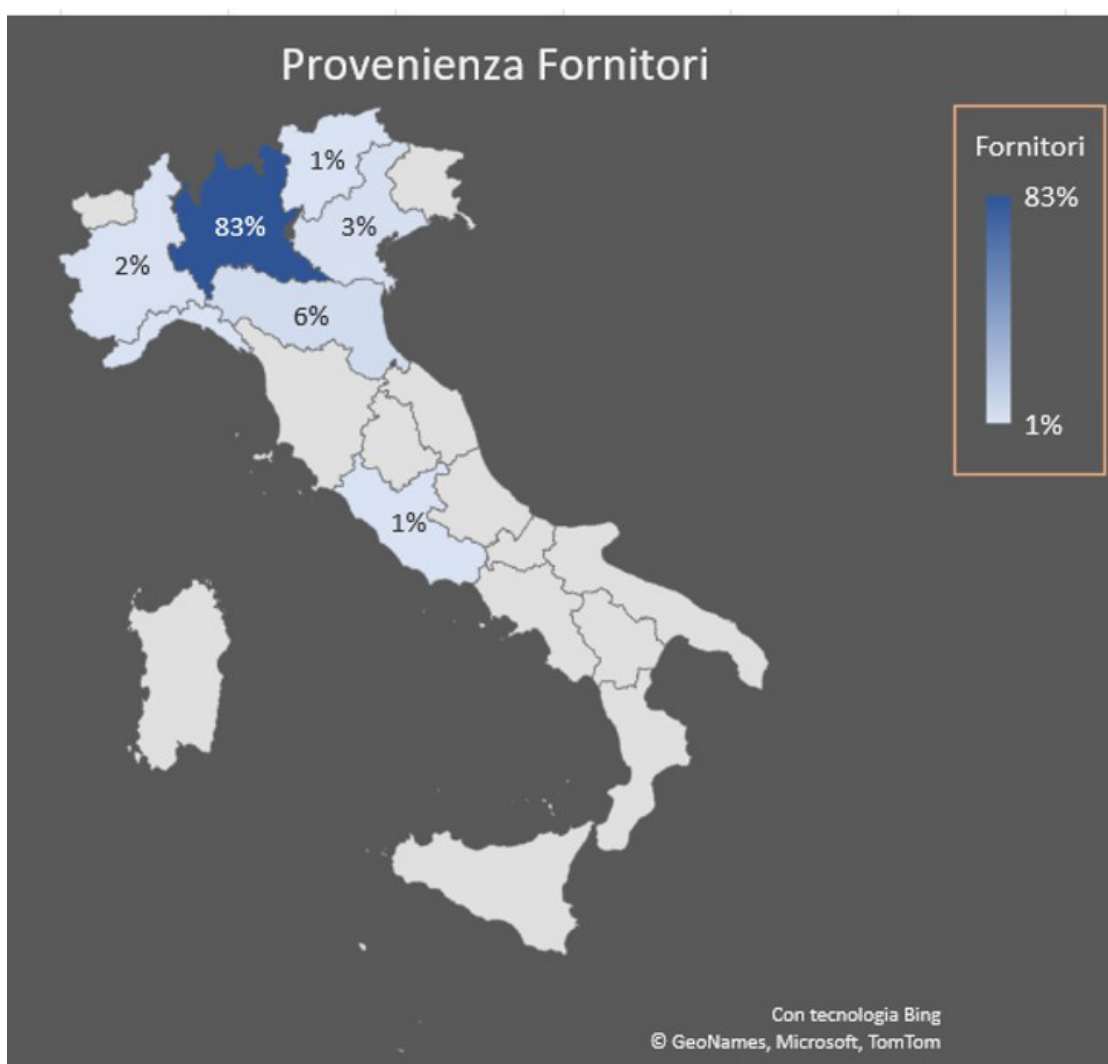 Provenienza Fornitori
Fornitori
83%
1%
1%
83%
3%
2%
6%
1%
Con tecnologia Bing
© GeoNames, Microsoft, TomTom